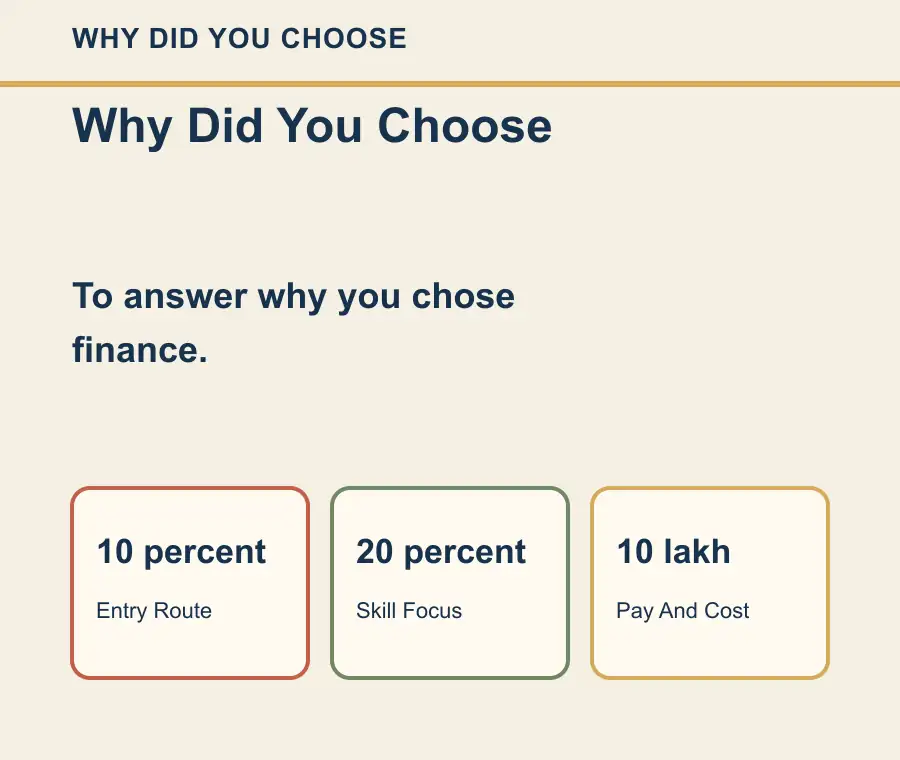 WHY DID YOU CHOOSE
Why Did You Choose
To answer why you chose
finance.
10 percent
Entry Route
20 percent
Skill Focus
10 lakh
Pay And Cost